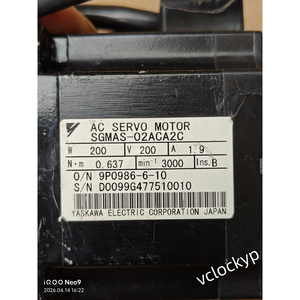 AC SERVO MOTOR
SGMAS-02ACA2C
W 200 V 200 A 1.9
N·m 0.637 min⁻¹ 3000 Ins. B
O/N 9P0986-6-10
S/N D0099G477510010
YASKAWA ELECTRIC CORPORATION JAPAN
iQOO Neo9
2026.04.14 16:22
vclockyp